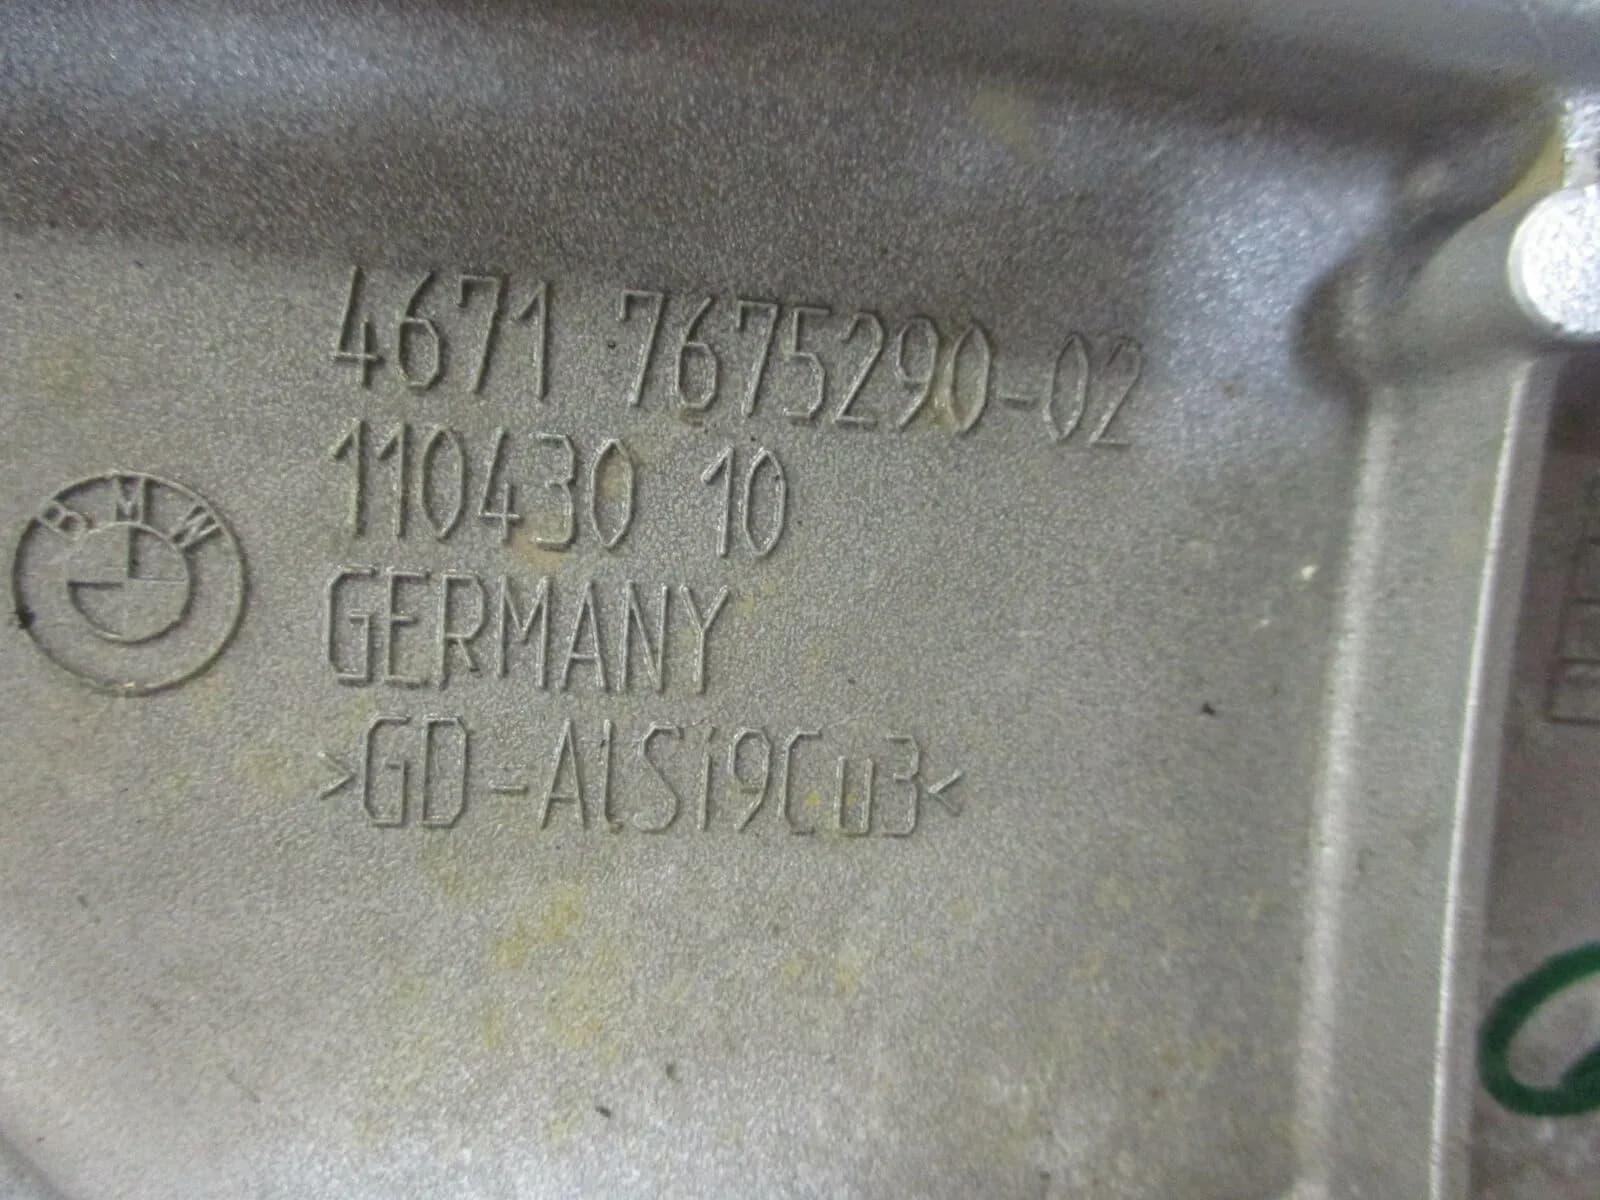 4671 7675290-02
110430 10
BMW
GERMANY
>GD-AlSi9Cu3<